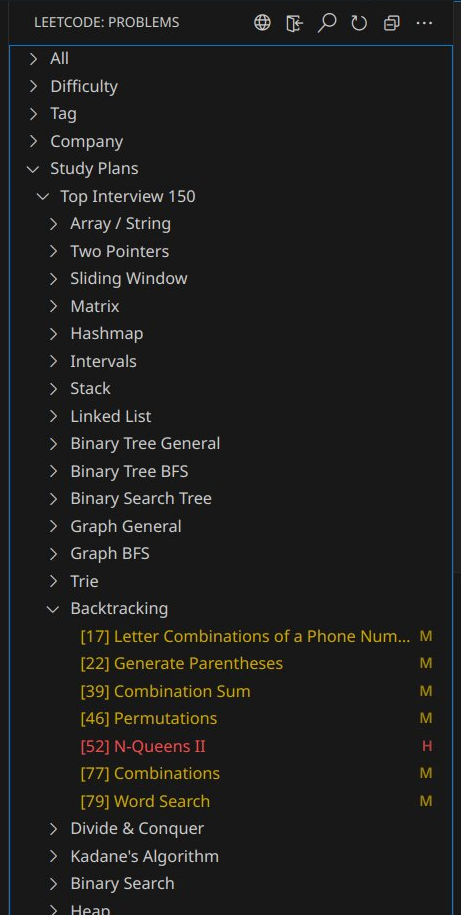 LEETCODE: PROBLEMS
All
Difficulty
Tag
Company
Study Plans
Top Interview 150
Array / String
Two Pointers
Sliding Window
Matrix
Hashmap
Intervals
Stack
Linked List
Binary Tree General
Binary Tree BFS
Binary Search Tree
Graph General
Graph BFS
Trie
Backtracking
[17] Letter Combinations of a Phone Num... M
[22] Generate Parentheses M
[39] Combination Sum M
[46] Permutations M
[52] N-Queens II H
[77] Combinations M
[79] Word Search M
Divide & Conquer
Kadane's Algorithm
Binary Search
Heap